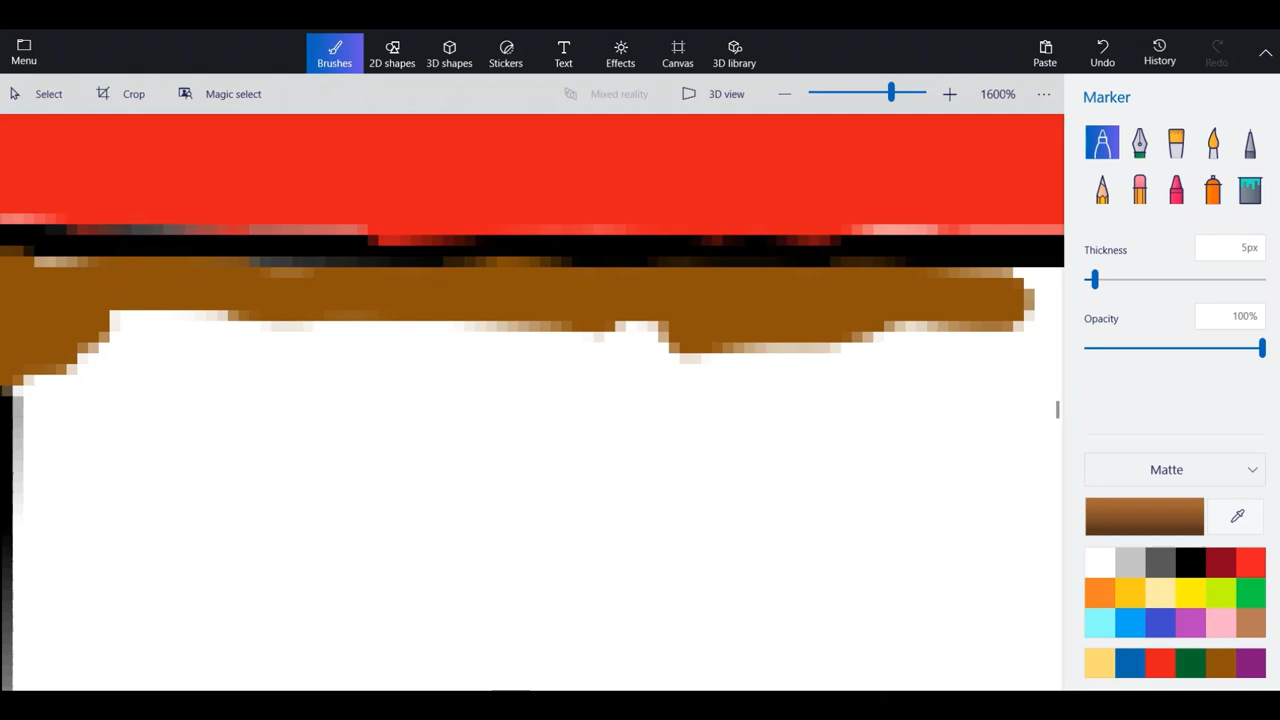 Menu
Brushes
2D shapes
3D shapes
Stickers
Text
Effects
Canvas
3D library
Paste
Undo
History
Redo
Select
Crop
Magic select
Mixed reality
3D view
1600%
Marker
Thickness
5px
Opacity
100%
Matte